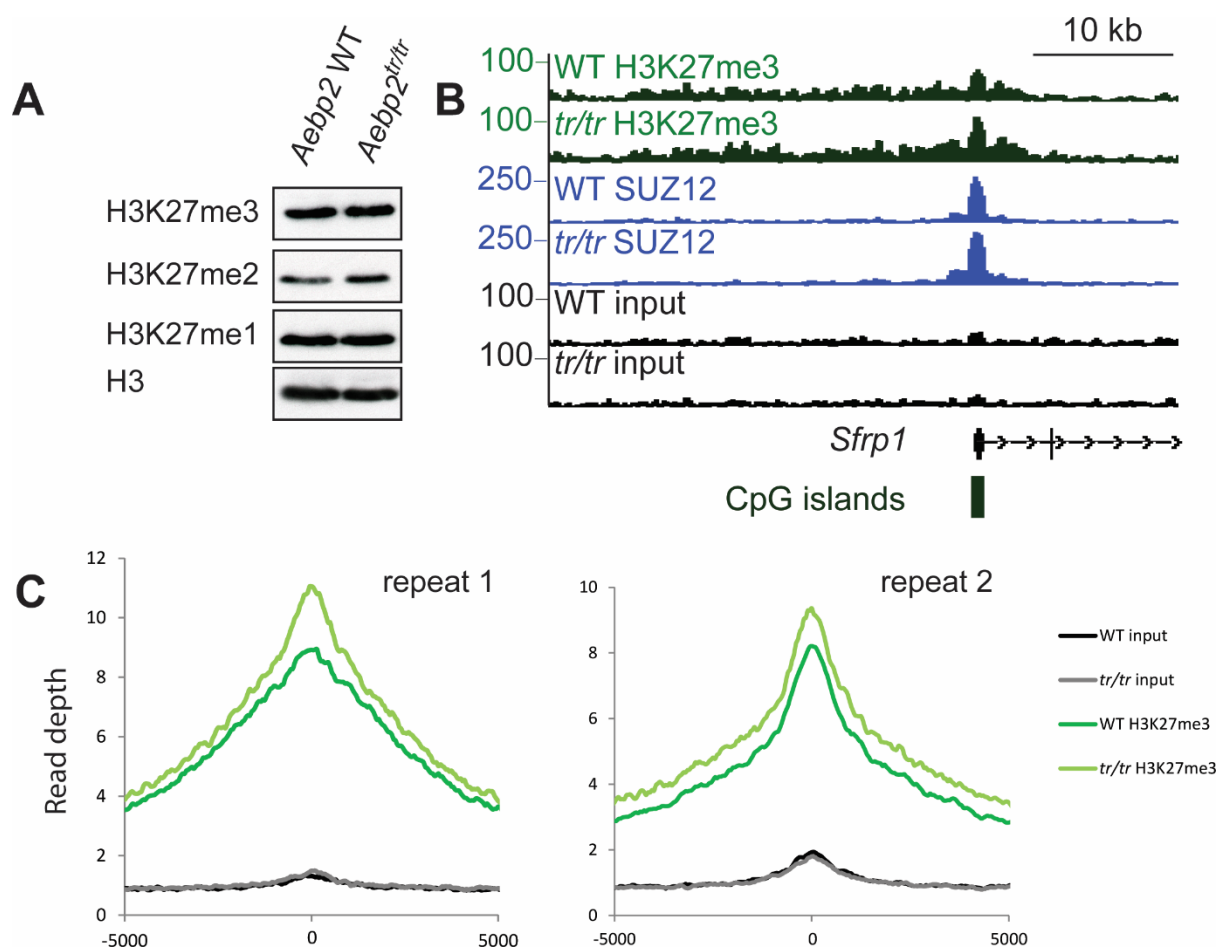 A
Aebp2 WT
Aebp2tr/tr
H3K27me3
H3K27me2
H3K27me1
H3
B
10 kb
100
WT H3K27me3
100
tr/tr H3K27me3
250
WT SUZ12
250
tr/tr SUZ12
100
WT input
100
tr/tr input
Sfrp1
CpG islands
C
repeat 1
Read depth
12
10
8
6
4
2
0
-5000
0
5000
repeat 2
10
8
6
4
2
0
-5000
0
5000
WT input
tr/tr input
WT H3K27me3
tr/tr H3K27me3